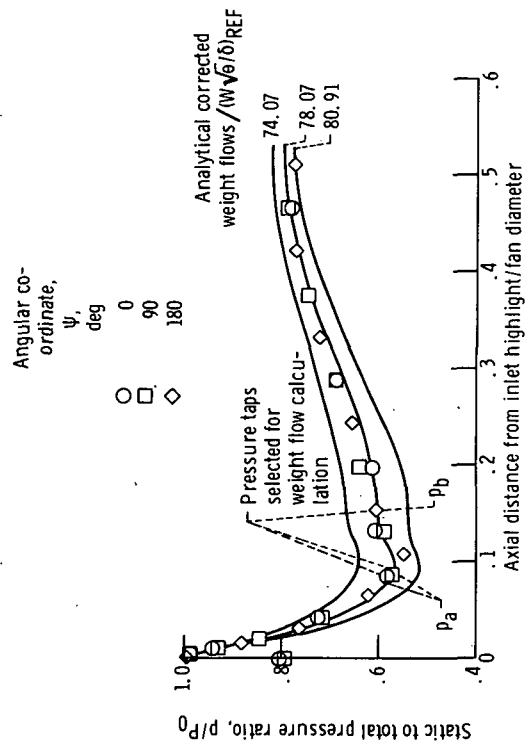 Angular co-
ordinate,
ψ,
deg
0
90
180
Analytical corrected
weight flows /(W√θ/δ)REF
74.07
78.07
80.91
Pressure taps
selected for
weight flow calcu-
lation
pa
pb
1.0
.8
.6
.4
Static to total pressure ratio, p/P0
0
.1
.2
.3
.4
.5
.6
Axial distance from inlet highlight/fan diameter